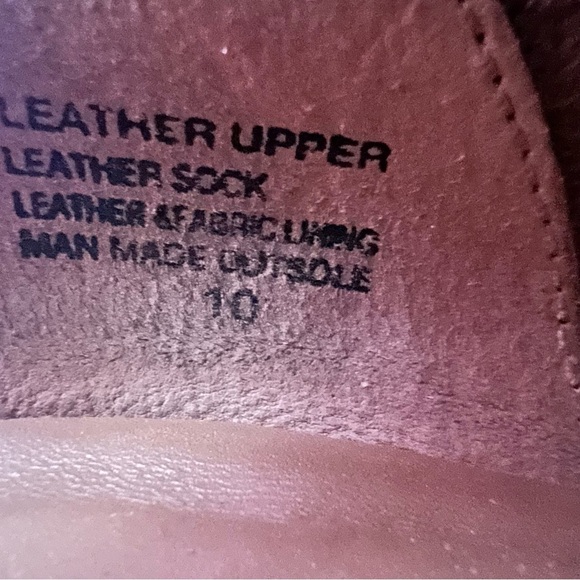 LEATHER UPPER
LEATHER SOCK
LEATHER &FABRIC LINING
MAN MADE OUTSOLE
10